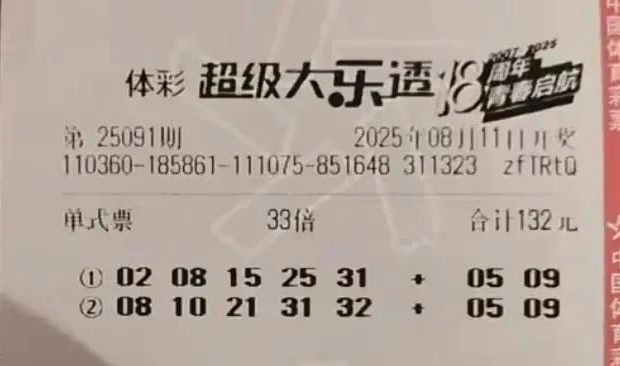 2007-2025
体彩 超级大乐透 18 周年
青春启航
第 25091期 2025年08月11日开奖
110360-185861-111075-851648 311323 zfTRtQ
单式票 33倍 合计132元
① 02 08 15 25 31 + 05 09
② 08 10 21 31 32 + 05 09
中国体育彩票
中国体育彩